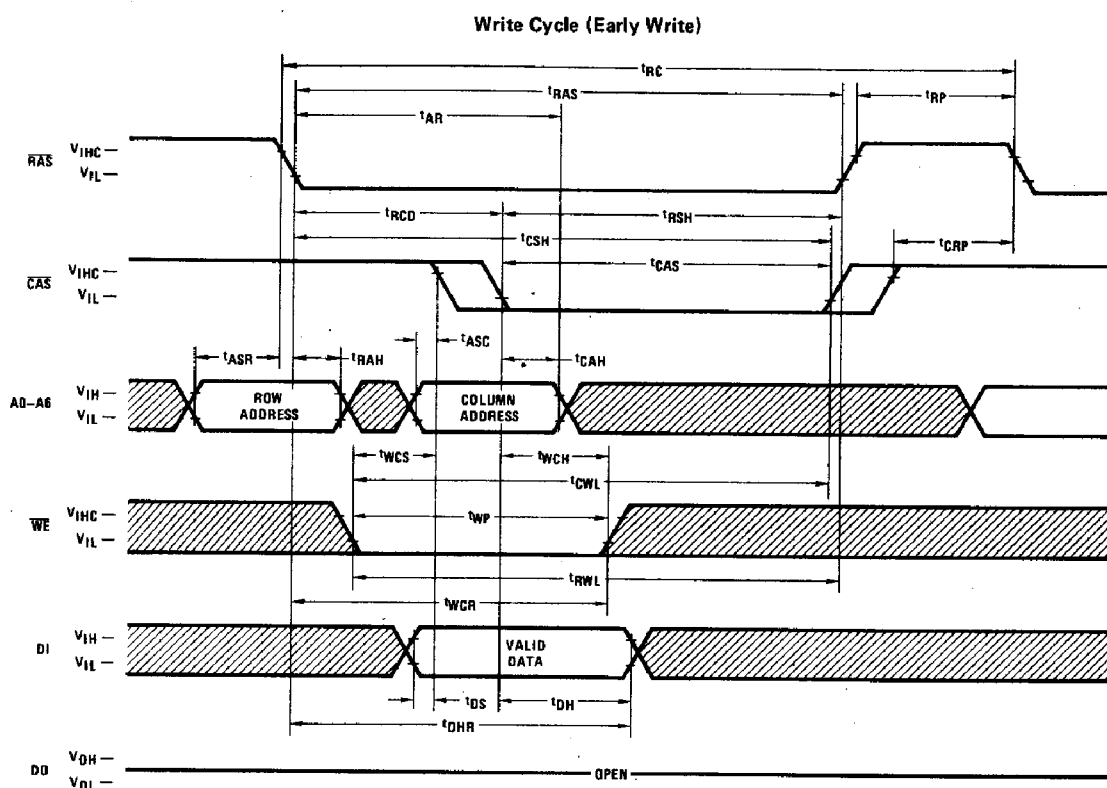 Write Cycle (Early Write)
tRC
tRAS
tRP
tAR
RAS
VIHC
VIL
tRCD
tRSH
tCSH
tCRP
CAS
VIHC
VIL
tCAS
tASC
tASR
tRAH
tCAH
A0-A6
VIH
VIL
ROW
ADDRESS
COLUMN
ADDRESS
tWCS
tWCH
tCWL
WE
VIHC
VIL
tWP
tRWL
tWCR
DI
VIH
VIL
VALID
DATA
tDS
tDH
tDHR
DO
VOH
VOL
OPEN